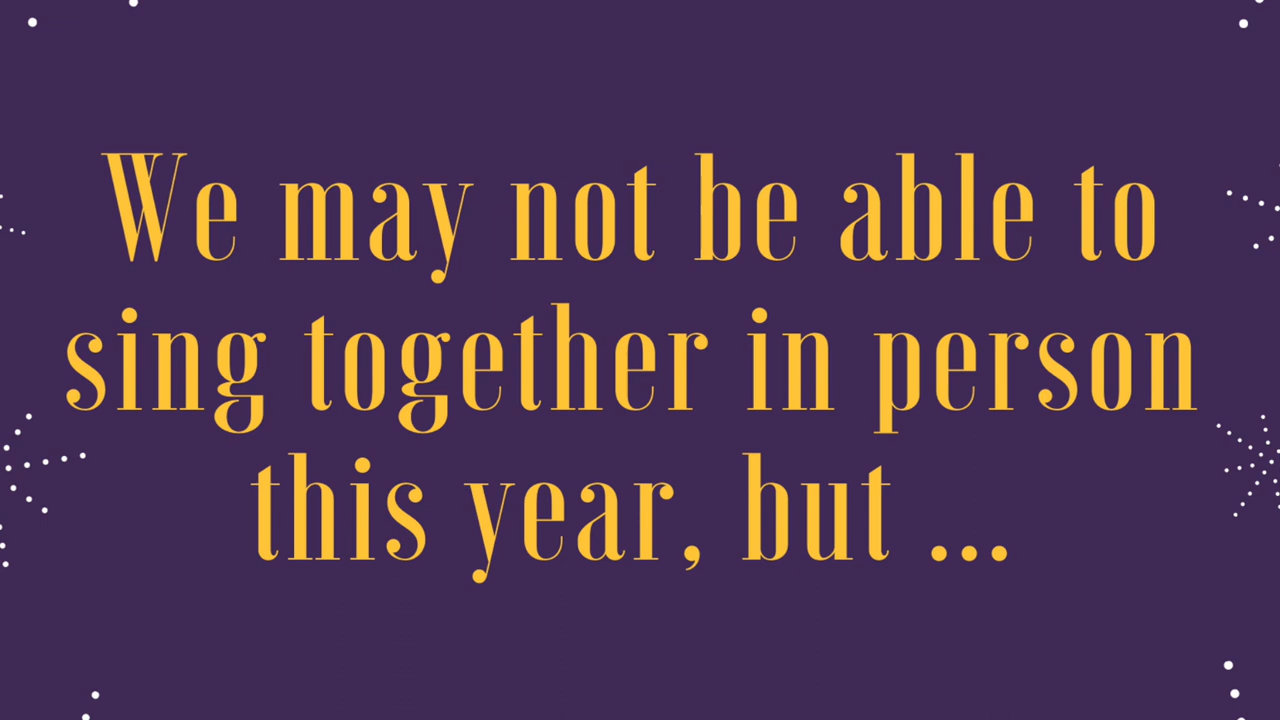 We may not be able to
sing together in person
this year, but ...